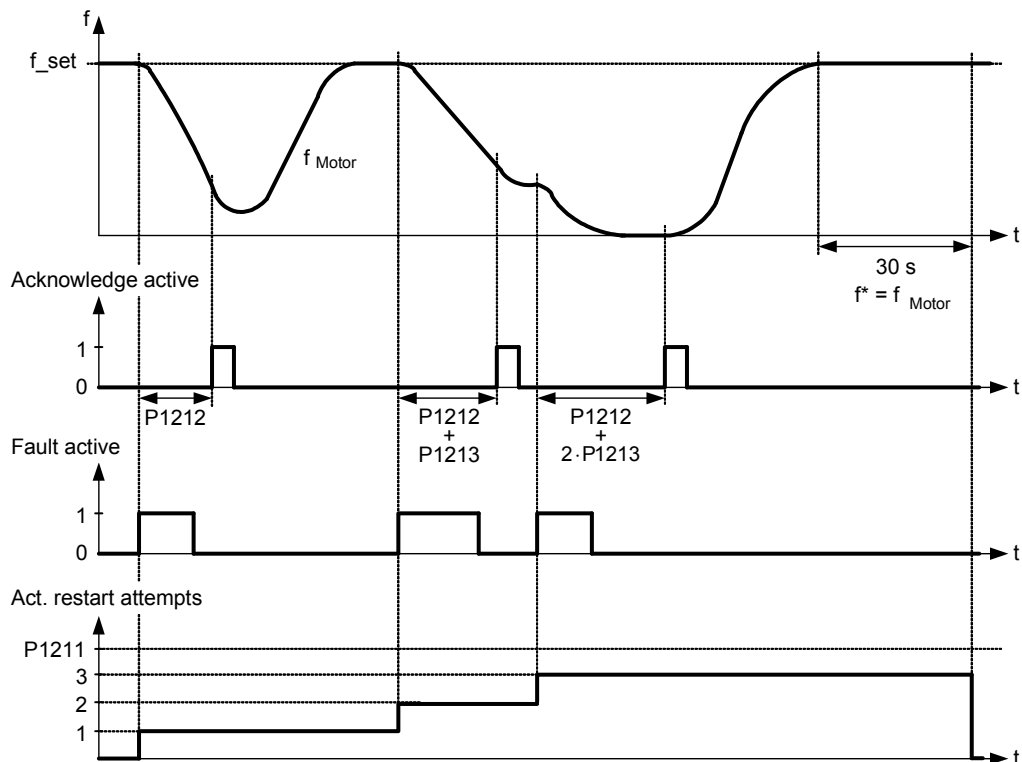 f
f_set
f Motor
t
30 s
f* = f Motor
Acknowledge active
1
0
t
P1212
P1212
+
P1213
P1212
+
2·P1213
Fault active
1
0
t
Act. restart attempts
P1211
3
2
1
t